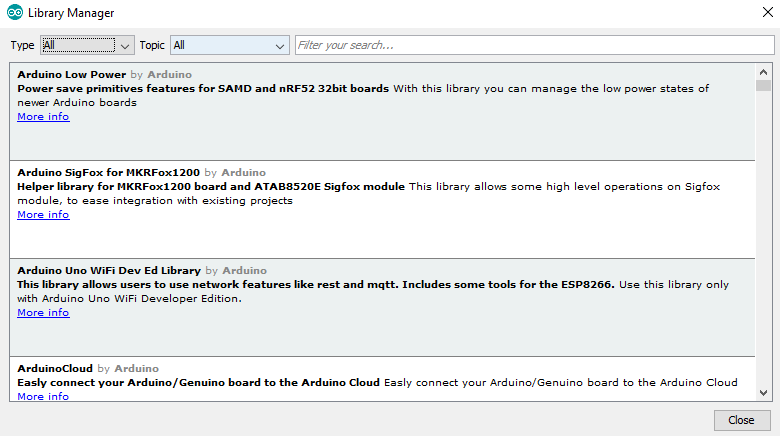 Library Manager
Type All Topic All Filter your search...
Arduino Low Power by Arduino
Power save primitives features for SAMD and nRF52 32bit boards With this library you can manage the low power states of
newer Arduino boards
More info
Arduino SigFox for MKRFox1200 by Arduino
Helper library for MKRFox1200 board and ATAB8520E Sigfox module This library allows some high level operations on Sigfox
module, to ease integration with existing projects
More info
Arduino Uno WiFi Dev Ed Library by Arduino
This library allows users to use network features like rest and mqtt. Includes some tools for the ESP8266. Use this library only
with Arduino Uno WiFi Developer Edition.
More info
ArduinoCloud by Arduino
Easly connect your Arduino/Genuino board to the Arduino Cloud Easly connect your Arduino/Genuino board to the Arduino Cloud
More info
Close